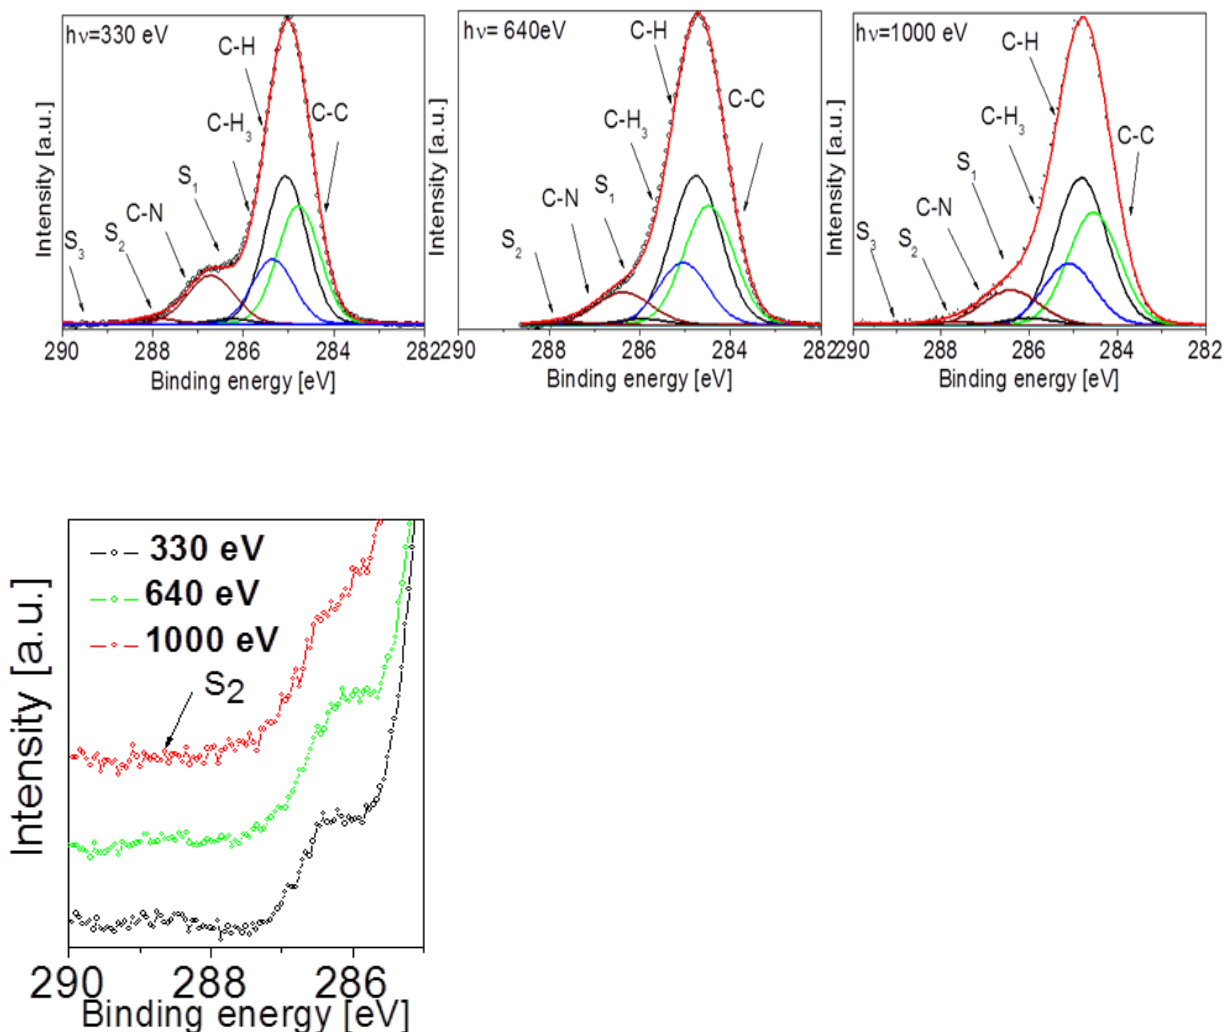 hν=330 eV
C-H
C-H3
C-C
S1
C-N
S2
S3
Intensity [a.u.]
290 288 286 284 282
Binding energy [eV]
hν= 640eV
C-H
C-C
C-H3
S1
C-N
S2
Intensity [a.u.]
290 288 286 284 282
Binding energy [eV]
hν=1000 eV
C-H
C-H3
C-C
S1
C-N
S2
S3
Intensity [a.u.]
290 288 286 284 282
Binding energy [eV]
330 eV
640 eV
1000 eV
S2
Intensity [a.u.]
290 288 286
Binding energy [eV]